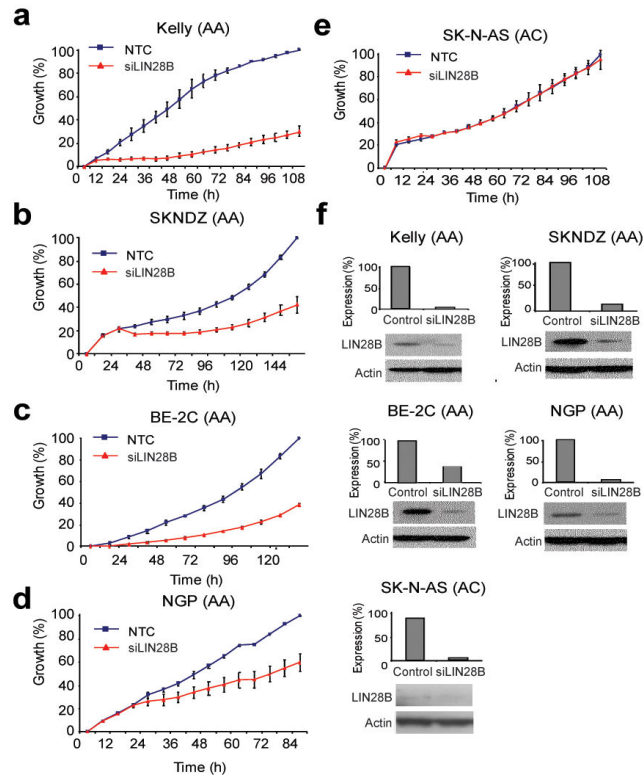 a
Kelly (AA)
Growth (%)
100
80
60
40
20
0
NTC
siLIN28B
0 12 24 36 48 60 72 84 96 108
Time (h)
b
SKNDZ (AA)
Growth (%)
100
80
60
40
20
0
NTC
siLIN28B
0 24 48 72 96 120 144
Time (h)
c
BE-2C (AA)
Growth (%)
100
80
60
40
20
0
NTC
siLIN28B
0 24 48 72 96 120
Time (h)
d
NGP (AA)
Growth (%)
100
80
60
40
20
0
NTC
siLIN28B
0 12 24 36 48 60 72 84
Time (h)
e
SK-N-AS (AC)
Growth (%)
100
80
60
40
20
0
NTC
siLIN28B
0 12 24 36 48 60 72 84 96 108
Time (h)
f
Kelly (AA)
Expression (%)
100
50
0
Control siLIN28B
LIN28B
Actin
SKNDZ (AA)
Expression (%)
100
50
0
Control siLIN28B
LIN28B
Actin
BE-2C (AA)
Expression (%)
100
50
0
Control siLIN28B
LIN28B
Actin
NGP (AA)
Expression (%)
100
50
0
Control siLIN28B
LIN28B
Actin
SK-N-AS (AC)
Expression (%)
100
50
0
Control siLIN28B
LIN28B
Actin